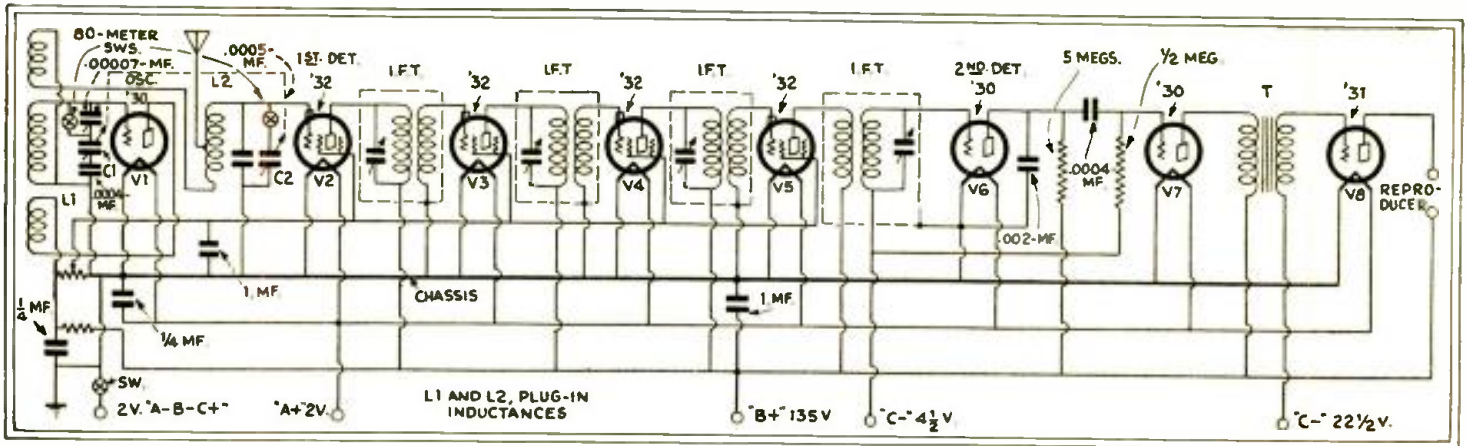 80-METER
SWS.
.00007-MF.
OSC.
'30
L2
.0005-
MF.
1ST. DET.
'32
I.F.T.
'32
I.F.T.
'32
I.F.T
'32
I.F.T.
2ND. DET.
'30
5 MEGS.
1/2 MEG.
'30
T
'31
C1
.0004-
MF.
L1
V1
C2
V2
V3
V4
V5
V6
.0004
MF.
V7
V8
REPRO-
DUCER
.002-MF.
1 MF.
CHASSIS
1 MF.
1/4 MF
1/4 MF.
SW.
2V. "A-B-C+"
"A+" 2V.
L1 AND L2, PLUG-IN
INDUCTANCES
"B+" 135 V
"C-" 4 1/2 V.
"C-" 22 1/2 V.